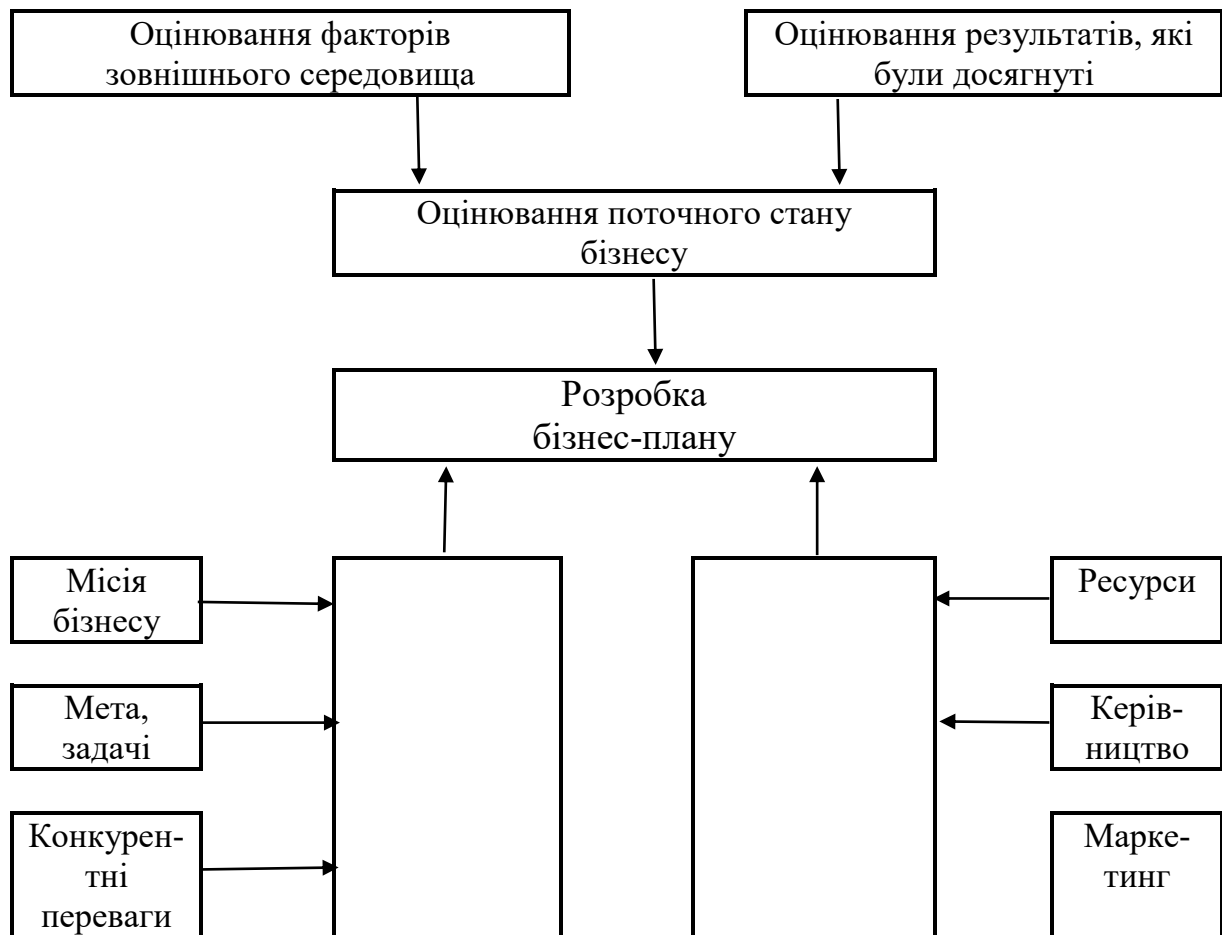 Оцінювання факторів
зовнішнього середовища
Оцінювання результатів, які
були досягнуті
Оцінювання поточного стану
бізнесу
Розробка
бізнес-плану
Місія
бізнесу
Ресурси
Мета,
задачі
Керів-
ництво
Конкурен-
тні
переваги
Марке-
тинг